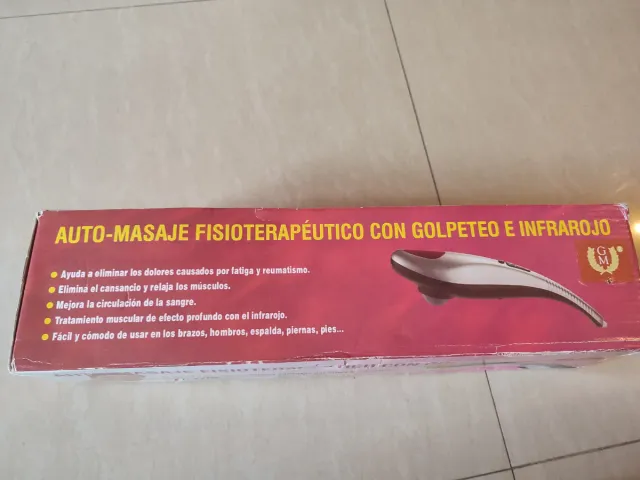 AUTO-MASAJE FISIOTERAPÉUTICO CON GOLPETEO E INFRAROJO
Ayuda a eliminar los dolores causados por fatiga y reumatismo.
Elimina el cansancio y relaja los músculos.
Mejora la circulación de la sangre.
Tratamiento muscular de efecto profundo con el infrarojo.
Fácil y cómodo de usar en los brazos, hombros, espalda, piernas, pies...
G
M